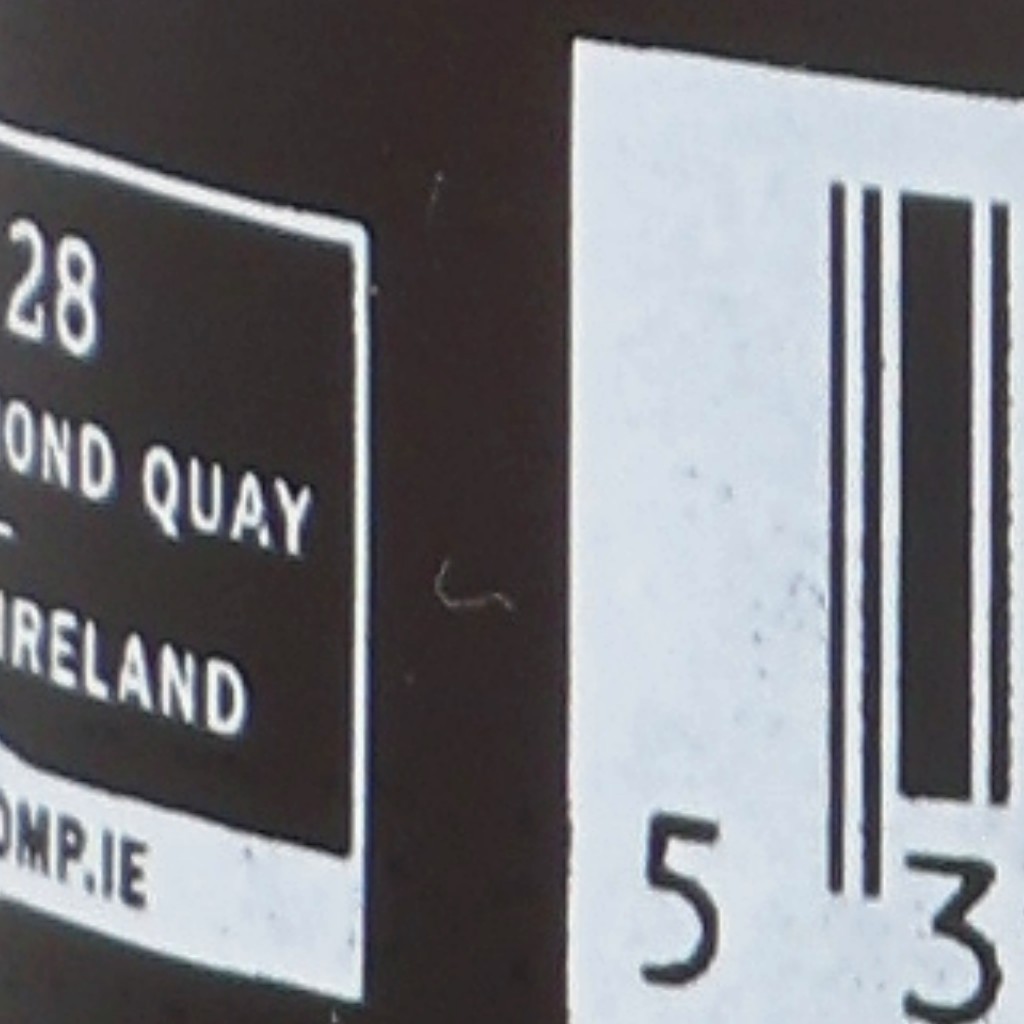 28
OND QUAY
IRELAND
OMP.IE
5 3